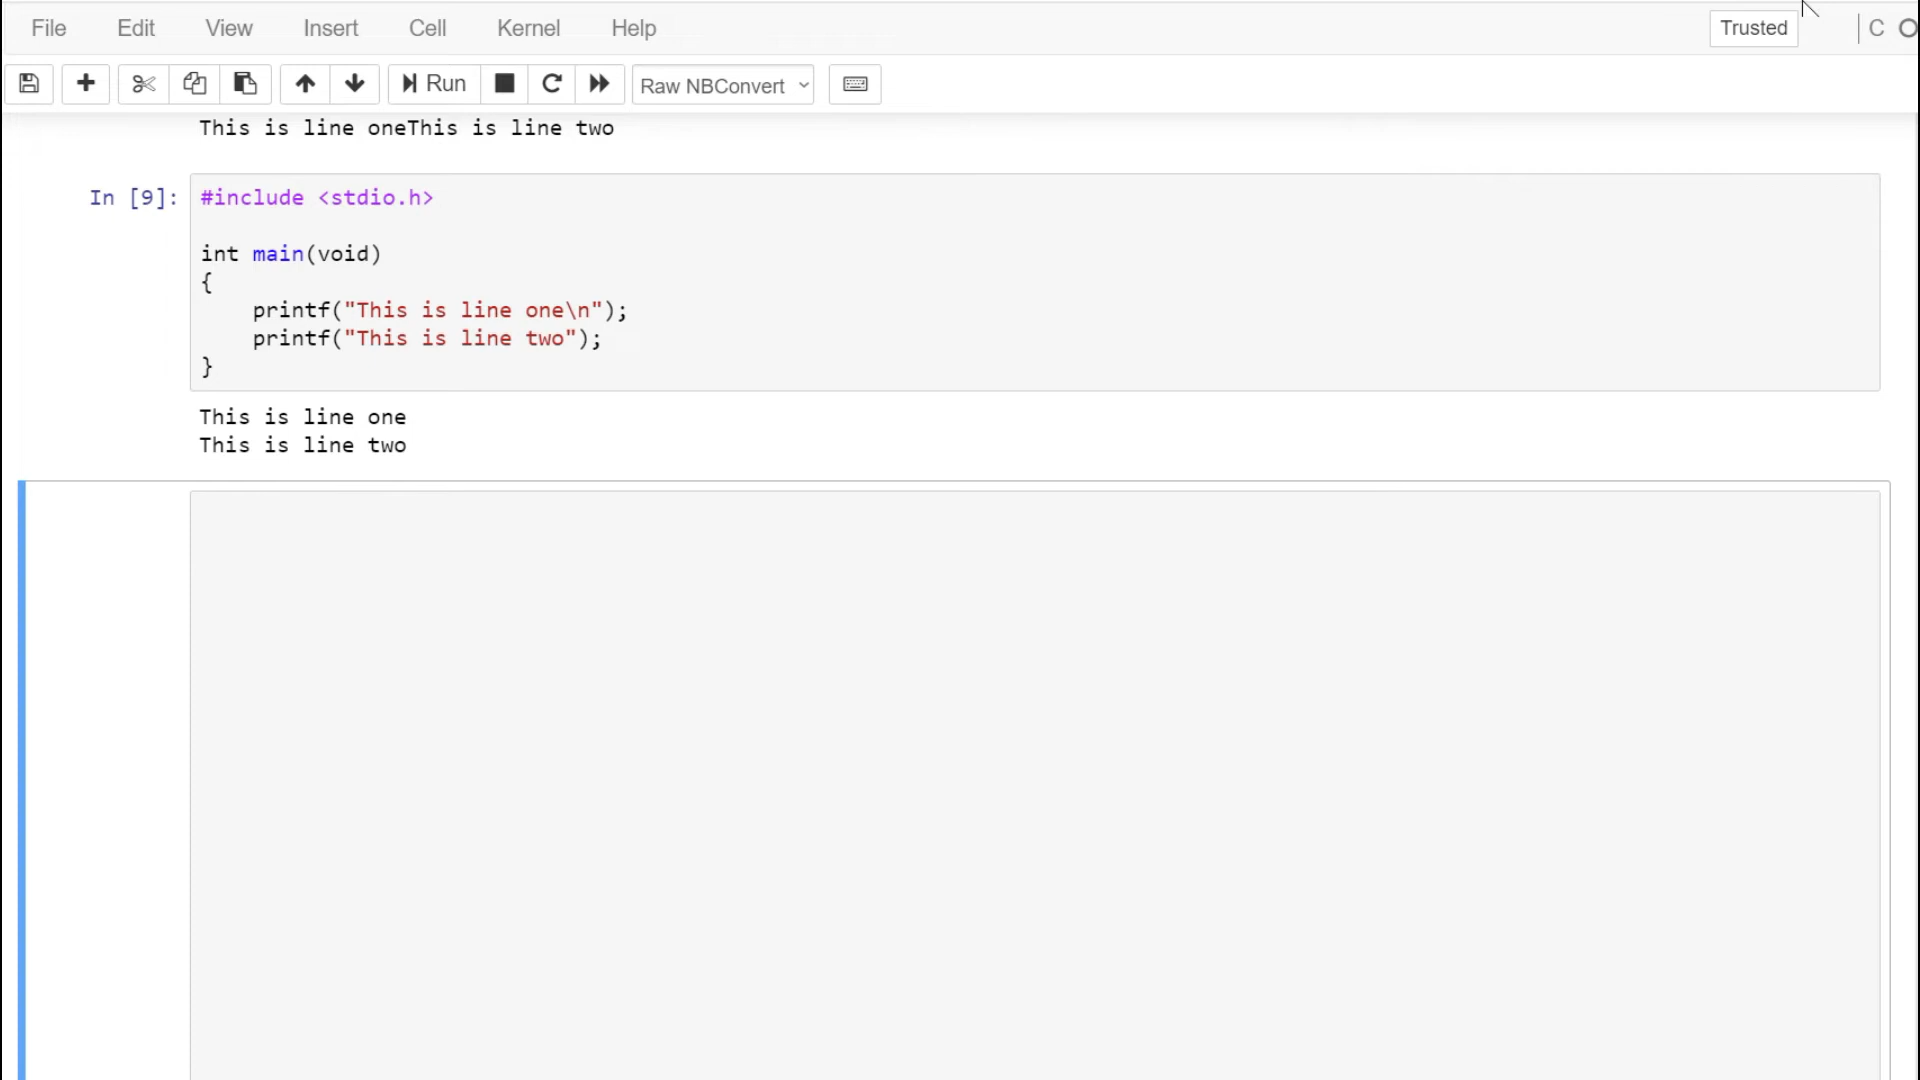 File Edit View Insert Cell Kernel Help Trusted C
Run Raw NBConvert
This is line oneThis is line two
In [9]: #include <stdio.h>
int main(void)
{
    printf("This is line one\n");
    printf("This is line two");
}
This is line one
This is line two